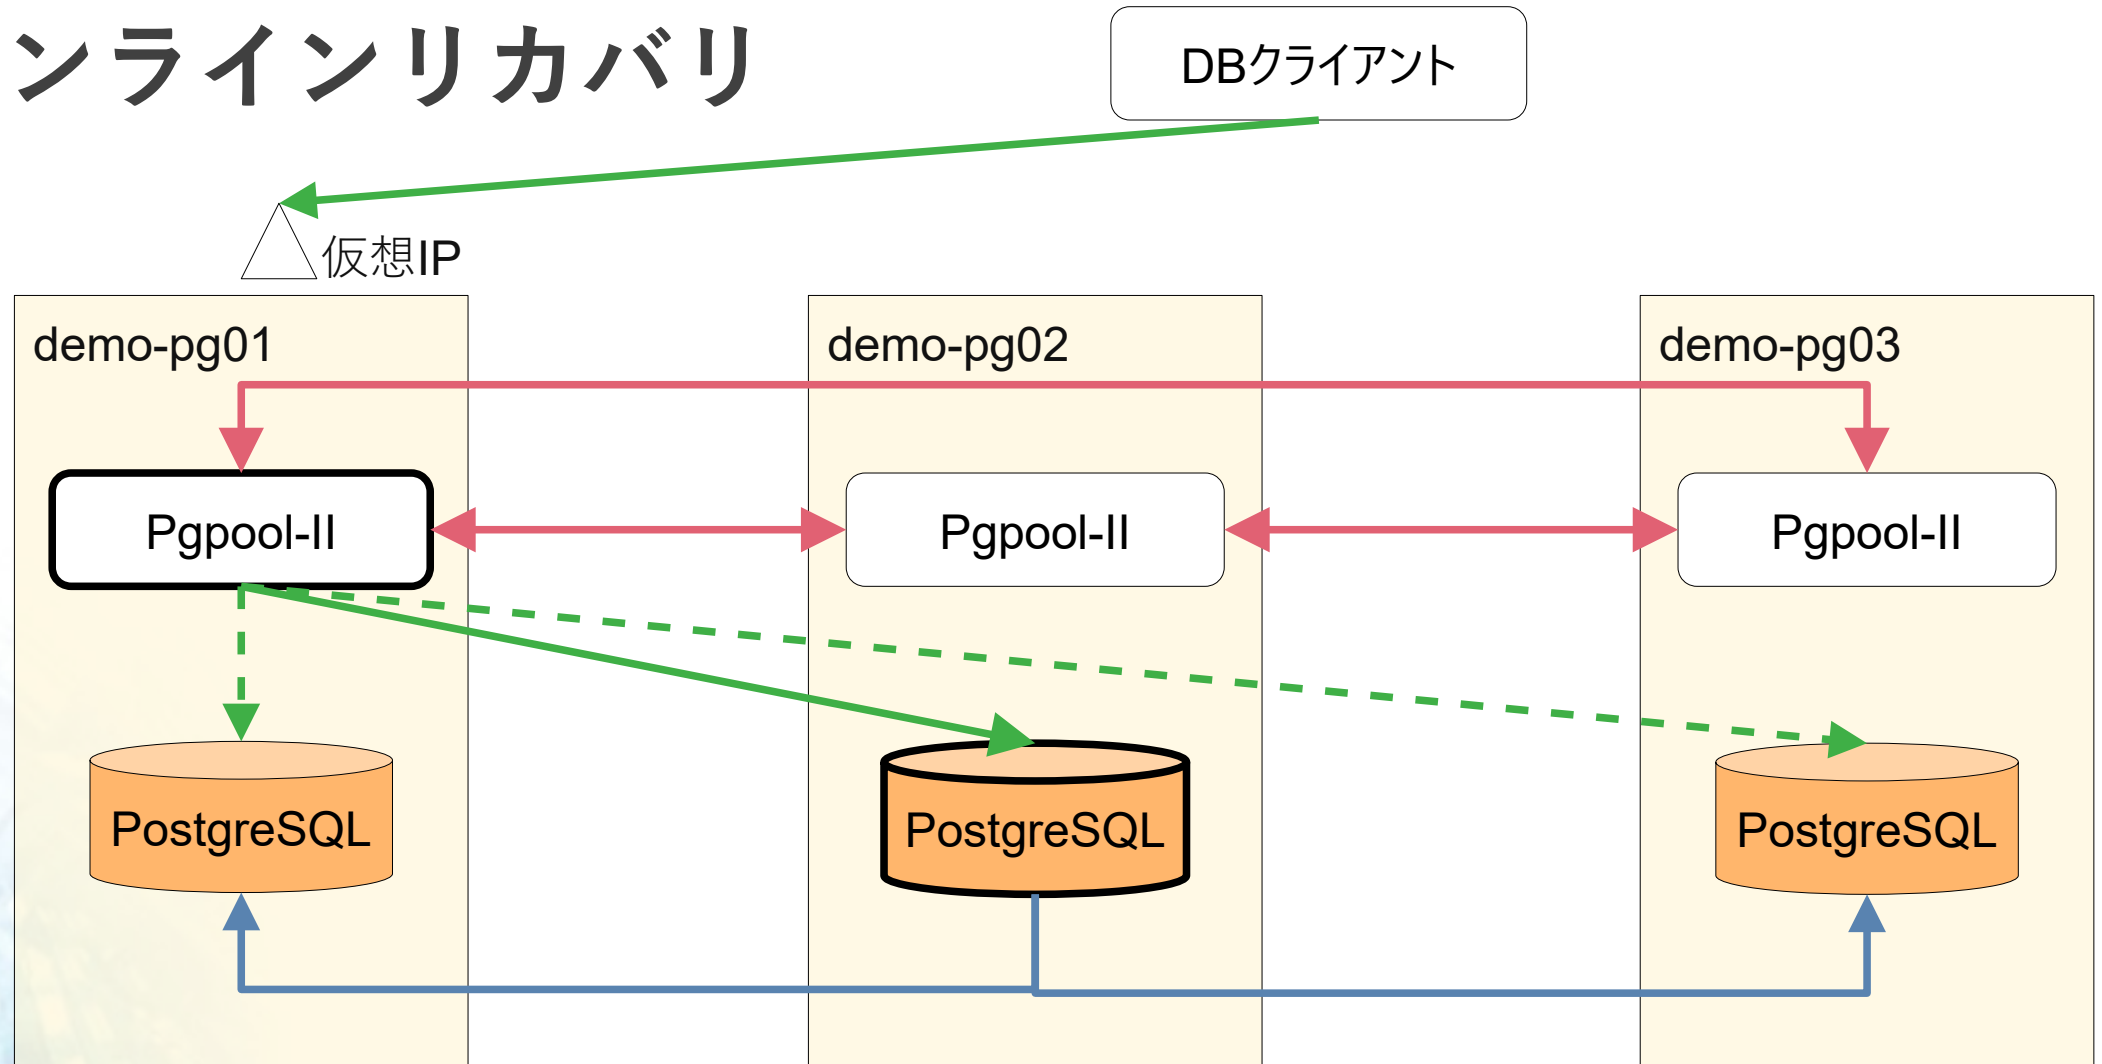 ンラインリカバリ
DBクライアント
仮想IP
demo-pg01
demo-pg02
demo-pg03
Pgpool-II
Pgpool-II
Pgpool-II
PostgreSQL
PostgreSQL
PostgreSQL